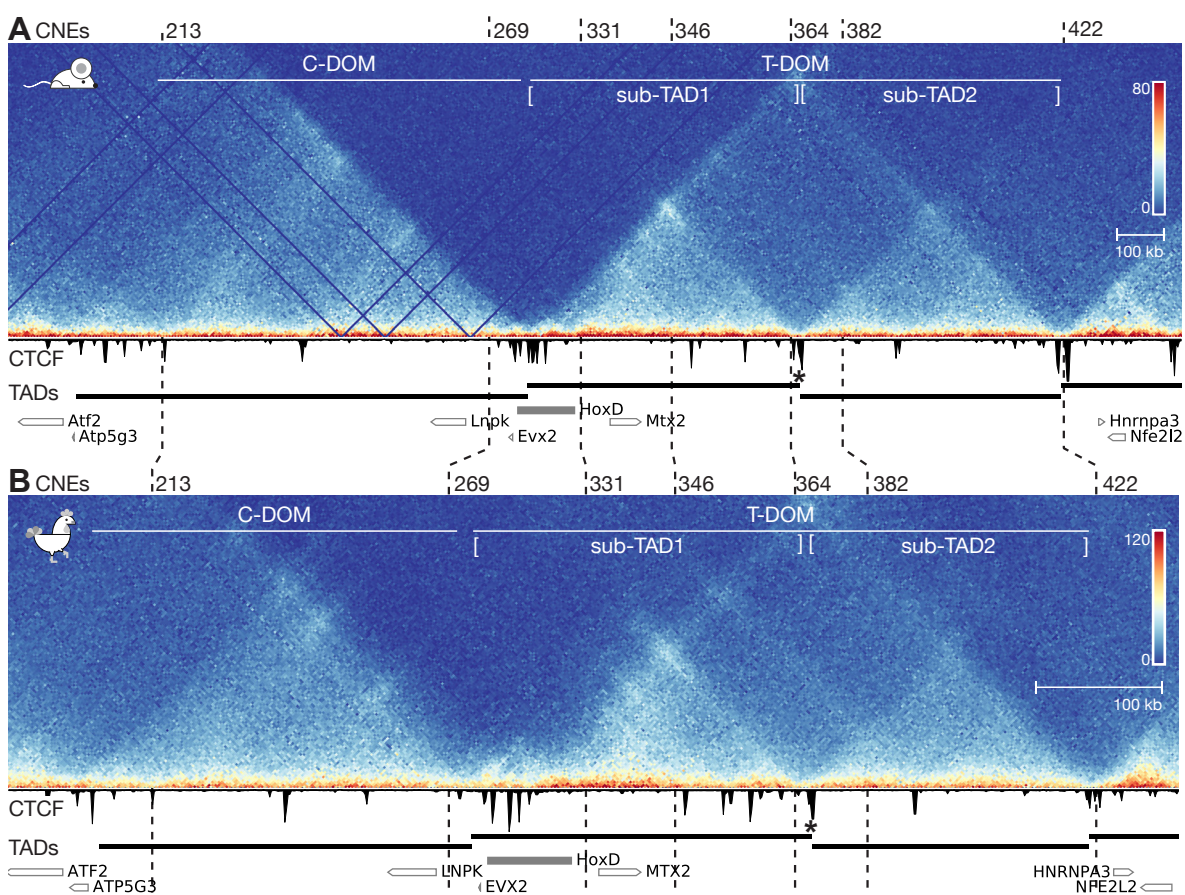 A CNEs 213 269 331 346 364 382 422
C-DOM T-DOM
[ sub-TAD1 ][ sub-TAD2 ]
80
0
100 kb
CTCF
*
TADs
Atf2 Lnpk HoxD Mtx2 Hnrnpa3
Atp5g3 Evx2 Nfe2l2
B CNEs 213 269 331 346 364 382 422
C-DOM T-DOM
[ sub-TAD1 ] [ sub-TAD2 ]
120
0
100 kb
CTCF
*
TADs
ATF2 LNPK HoxD MTX2 HNRNPA3
ATP5G3 EVX2 NFE2L2